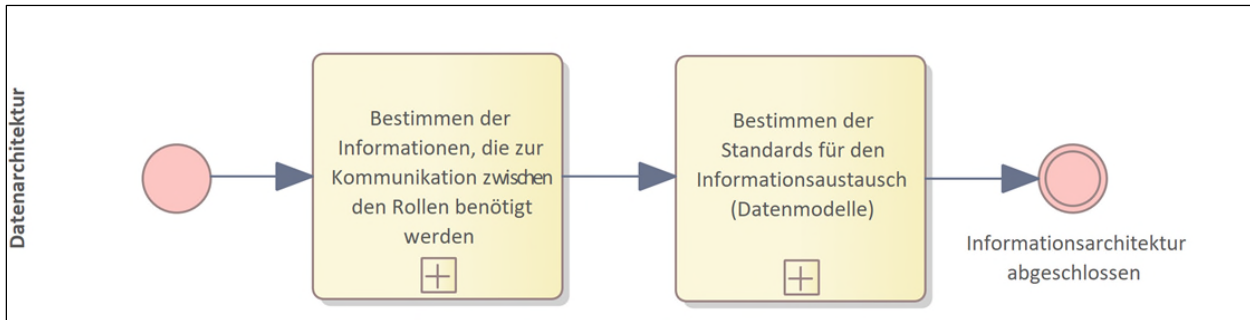 Datenarchitektur
Bestimmen der
Informationen, die zur
Kommunikation zwischen
den Rollen benötigt
werden
Bestimmen der
Standards für den
Informationsaustausch
(Datenmodelle)
Informationsarchitektur
abgeschlossen